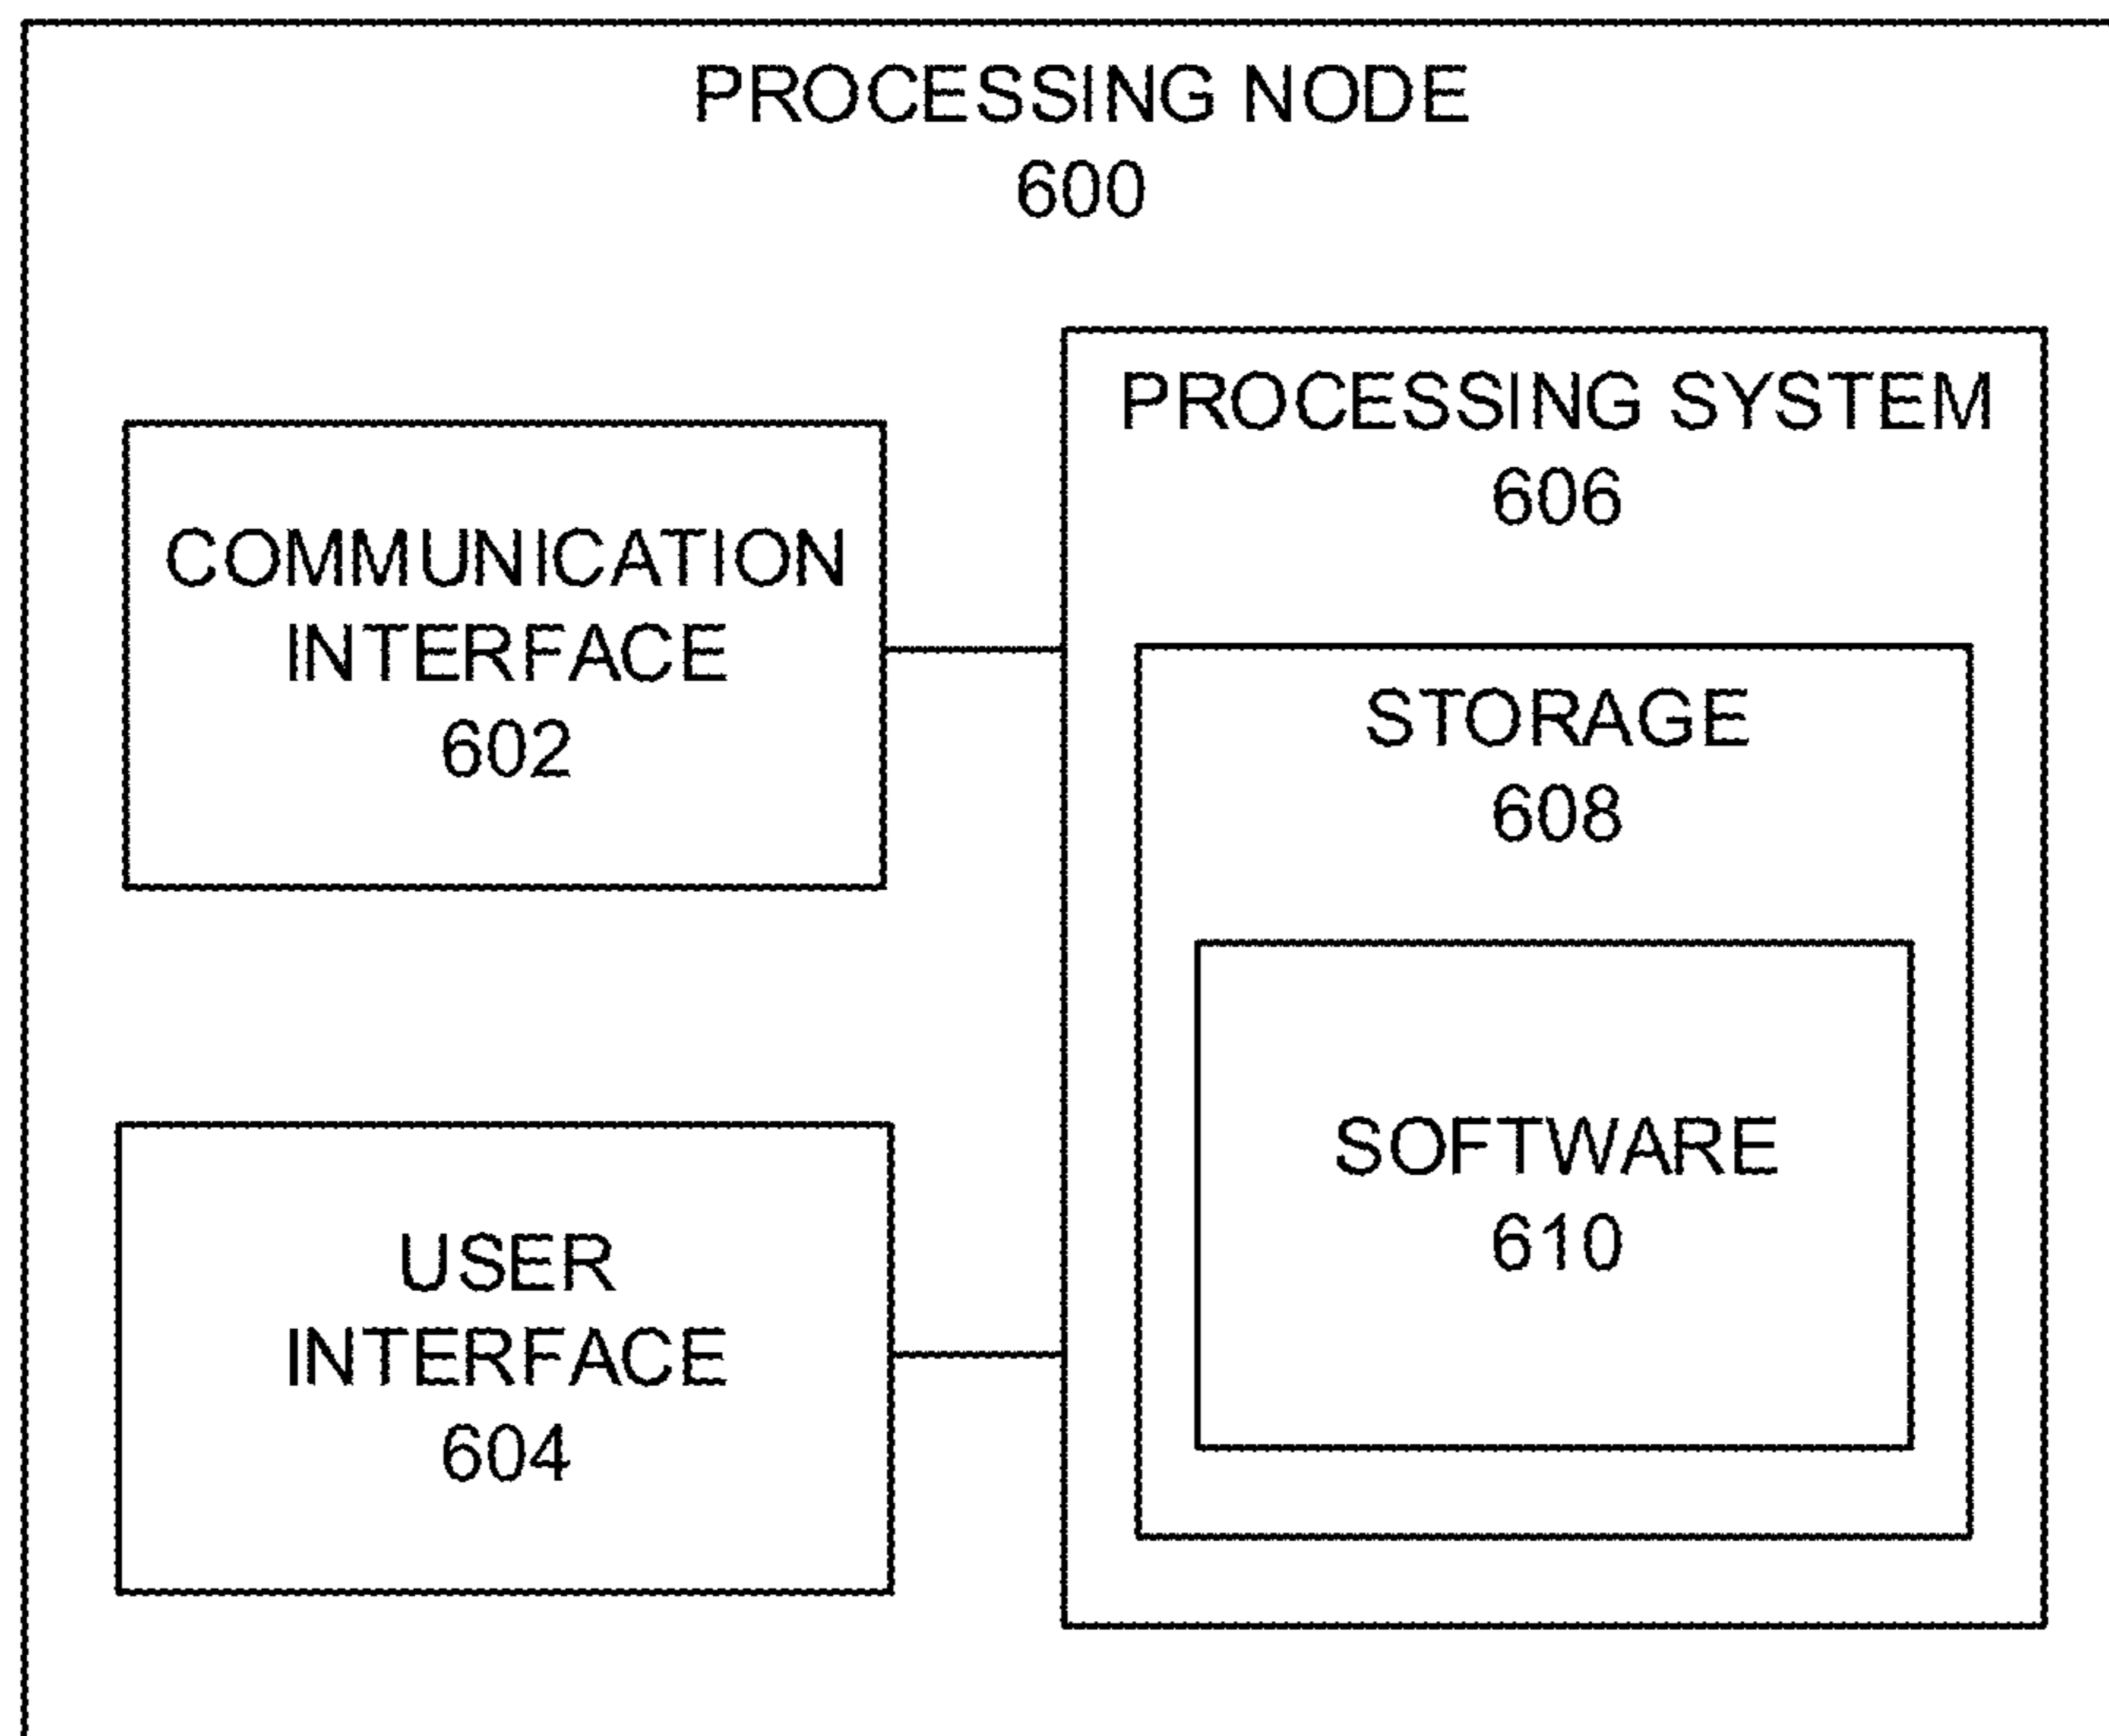 PROCESSING NODE
600
PROCESSING SYSTEM
606
COMMUNICATION
INTERFACE
602
STORAGE
608
SOFTWARE
610
USER
INTERFACE
604